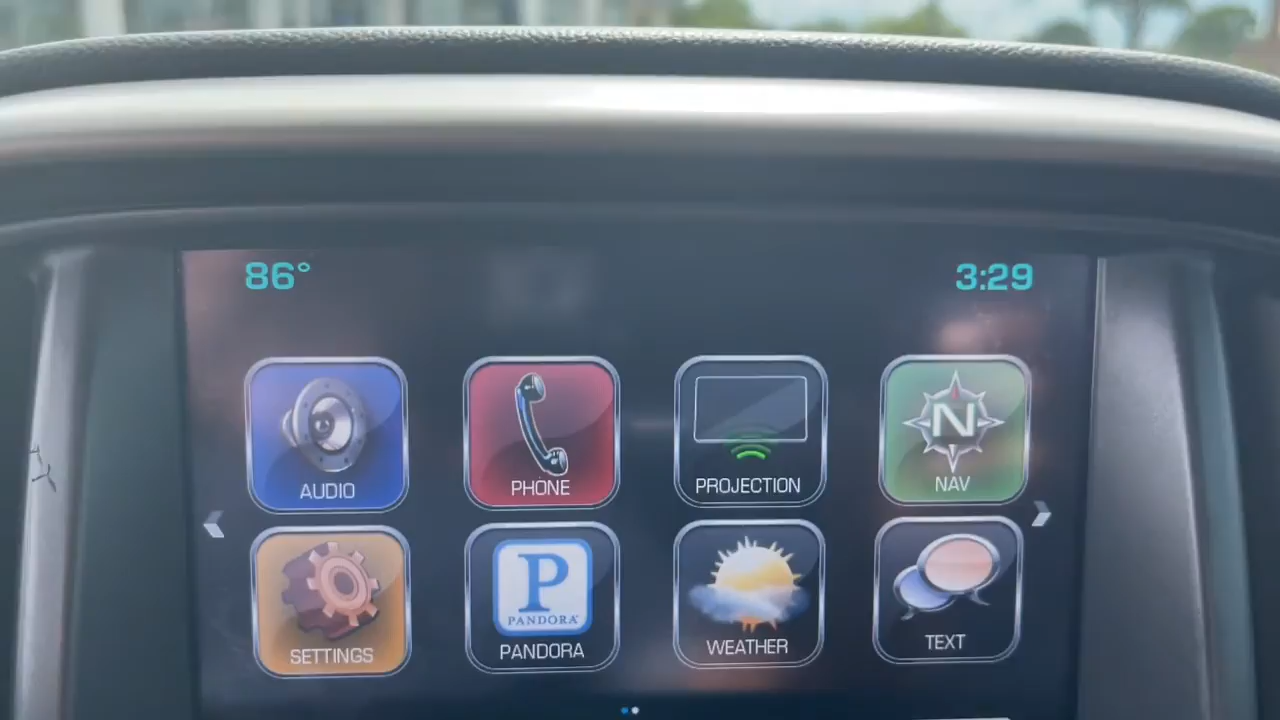 86° 3:29
AUDIO PHONE PROJECTION N NAV
SETTINGS P PANDORA PANDORA WEATHER TEXT